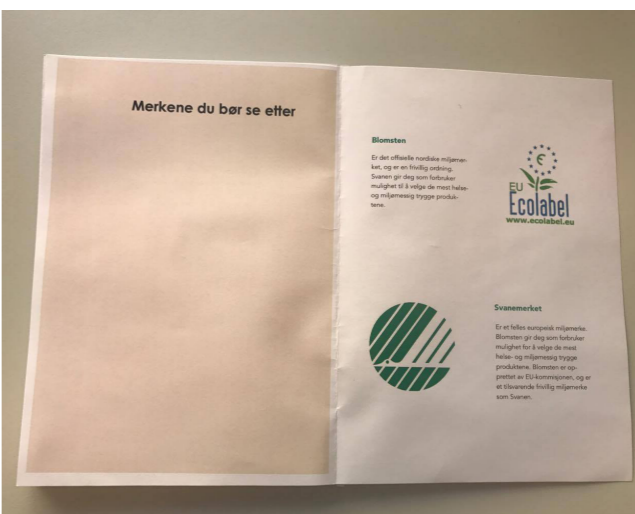 Merkene du bør se etter
Blomsten
Er det offisielle nordiske miljømer-
ket, og er en frivillig ordning.
Svanen gir deg som forbruker
mulighet til å velge de mest helse-
og miljømessig trygge produk-
tene.
EU
Ecolabel
www.ecolabel.eu
Svanemerket
Er et felles europeisk miljømerke.
Blomsten gir deg som forbruker
mulighet for å velge de mest
helse- og miljømessig trygge
produktene. Blomsten er op-
prettet av EU-kommisjonen, og er
et tilsvarende frivillig miljømerke
som Svanen.